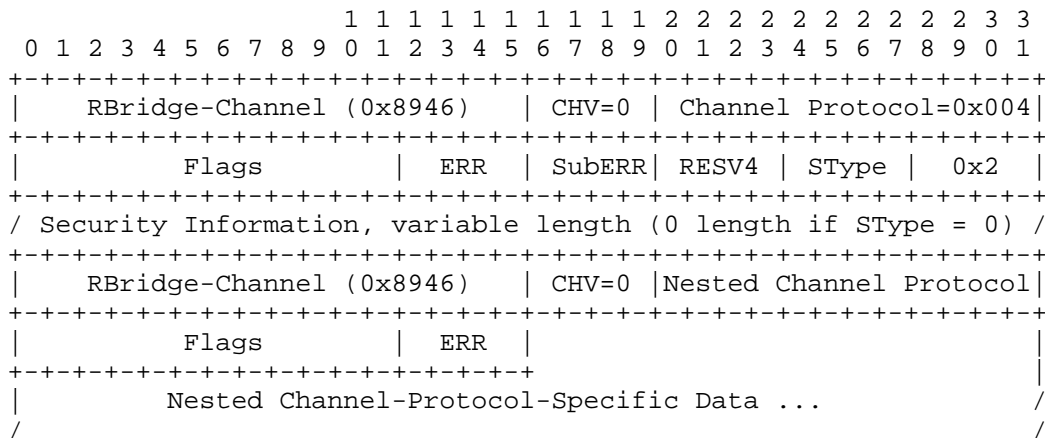 1 1 1 1 1 1 1 1 1 1 2 2 2 2 2 2 2 2 2 2 3 3
 0 1 2 3 4 5 6 7 8 9 0 1 2 3 4 5 6 7 8 9 0 1 2 3 4 5 6 7 8 9 0 1
+-+-+-+-+-+-+-+-+-+-+-+-+-+-+-+-+-+-+-+-+-+-+-+-+-+-+-+-+-+-+-+-+
|    RBridge-Channel (0x8946)   | CHV=0 | Channel Protocol=0x004|
+-+-+-+-+-+-+-+-+-+-+-+-+-+-+-+-+-+-+-+-+-+-+-+-+-+-+-+-+-+-+-+-+
|          Flags        |  ERR  | SubERR| RESV4 | SType |  0x2  |
+-+-+-+-+-+-+-+-+-+-+-+-+-+-+-+-+-+-+-+-+-+-+-+-+-+-+-+-+-+-+-+-+
/ Security Information, variable length (0 length if SType = 0) /
+-+-+-+-+-+-+-+-+-+-+-+-+-+-+-+-+-+-+-+-+-+-+-+-+-+-+-+-+-+-+-+-+
|    RBridge-Channel (0x8946)   | CHV=0 |Nested Channel Protocol|
+-+-+-+-+-+-+-+-+-+-+-+-+-+-+-+-+-+-+-+-+-+-+-+-+-+-+-+-+-+-+-+-+
|          Flags        |  ERR  |                               |
+-+-+-+-+-+-+-+-+-+-+-+-+-+-+-+-+                               |
|         Nested Channel-Protocol-Specific Data ...             /
/                                                               /